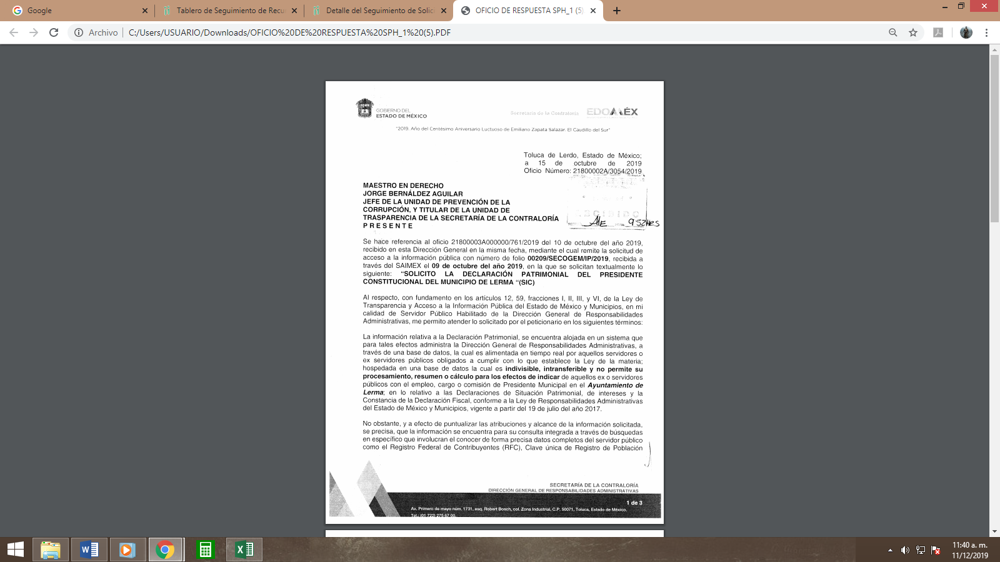 Google
Tablero de Seguimiento de Recu
Detalle del Seguimiento de Solici
OFICIO DE RESPUESTA SPH_1 (5)
Archivo
C:/Users/USUARIO/Downloads/OFICIO%20DE%20RESPUESTA%20SPH_1%20(5).PDF
GOBIERNO DEL
ESTADO DE MÉXICO
Secretaría de la Contraloría
EDOMÉX
"2019. Año del Centésimo Aniversario Luctuoso de Emiliano Zapata Salazar. El Caudillo del Sur"
Toluca de Lerdo, Estado de México;
a 15 de octubre de 2019
Oficio Número: 21800002A/3054/2019
RECIBIDO
MAESTRO EN DERECHO
JORGE BERNÁLDEZ AGUILAR
JEFE DE LA UNIDAD DE PREVENCIÓN DE LA
CORRUPCIÓN, Y TITULAR DE LA UNIDAD DE
TRASPARENCIA DE LA SECRETARÍA DE LA CONTRALORÍA
P R E S E N T E
Se hace referencia al oficio 21800003A000000/761/2019 del 10 de octubre del año 2019,
recibido en esta Dirección General en la misma fecha, mediante el cual remite la solicitud de
acceso a la información pública con número de folio 00209/SECOGEM/IP/2019, recibida a
través del SAIMEX el 09 de octubre del año 2019, en la que se solicitan textualmente lo
siguiente: "SOLICITO LA DECLARACIÓN PATRIMONIAL DEL PRESIDENTE
CONSTITUCIONAL DEL MUNICIPIO DE LERMA "(SIC)
Al respecto, con fundamento en los artículos 12, 59, fracciones I, II, III, y VI, de la Ley de
Transparencia y Acceso a la Información Pública del Estado de México y Municipios, en mi
calidad de Servidor Público Habilitado de la Dirección General de Responsabilidades
Administrativas, me permito atender lo solicitado por el peticionario en los siguientes términos:
La información relativa a la Declaración Patrimonial, se encuentra alojada en un sistema que
para tales efectos administra la Dirección General de Responsabilidades Administrativas, a
través de una base de datos, la cual es alimentada en tiempo real por aquellos servidores o
ex servidores públicos obligados a cumplir con lo que establece la Ley de la materia;
hospedada en una base de datos la cual es indivisible, intransferible y no permite su
procesamiento, resumen o cálculo para los efectos de indicar de aquellos ex o servidores
públicos con el empleo, cargo o comisión de Presidente Municipal en el Ayuntamiento de
Lerma; en lo relativo a las Declaraciones de Situación Patrimonial, de intereses y la
Constancia de la Declaración Fiscal, conforme a la Ley de Responsabilidades Administrativas
del Estado de México y Municipios, vigente a partir del 19 de julio del año 2017.
No obstante, y a efecto de puntualizar las atribuciones y alcance de la información solicitada,
se precisa, que la información se encuentra para su consulta integrada a través de búsquedas
en específico que involucran el conocer de forma precisa datos completos del servidor público
como el Registro Federal de Contribuyentes (RFC), Clave única de Registro de Población
SECRETARÍA DE LA CONTRALORÍA
DIRECCIÓN GENERAL DE RESPONSABILIDADES ADMINISTRATIVAS
1 de 3
Av. Primero de mayo núm. 1731, esq. Robert Bosch, col. Zona Industrial, C.P. 50071, Toluca, Estado de México.
Tel.: (01 722) 275 67 00.
11:40 a. m.
11/12/2019